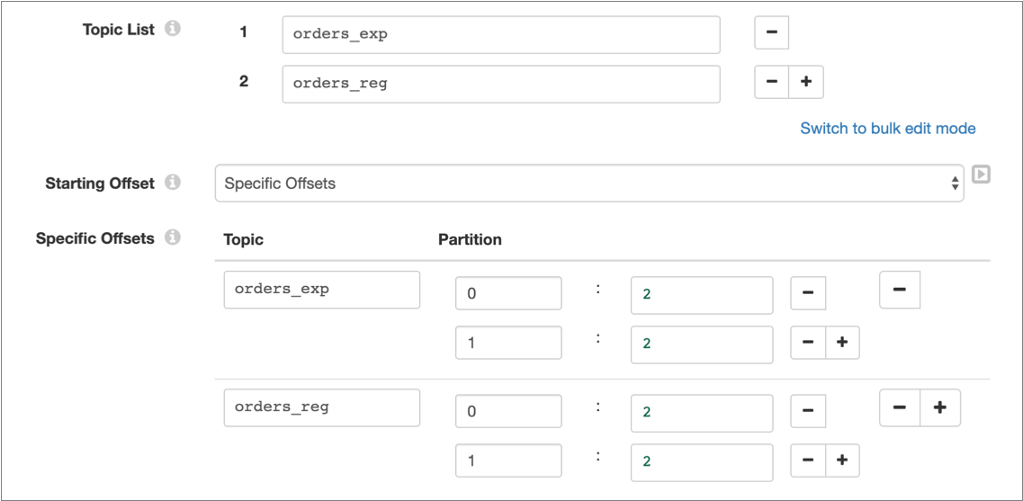 Topic List 1 orders_exp −
2 orders_reg − +
Switch to bulk edit mode
Starting Offset Specific Offsets
Specific Offsets Topic Partition
orders_exp 0 : 2 − −
1 : 2 − +
orders_reg 0 : 2 − − +
1 : 2 − +